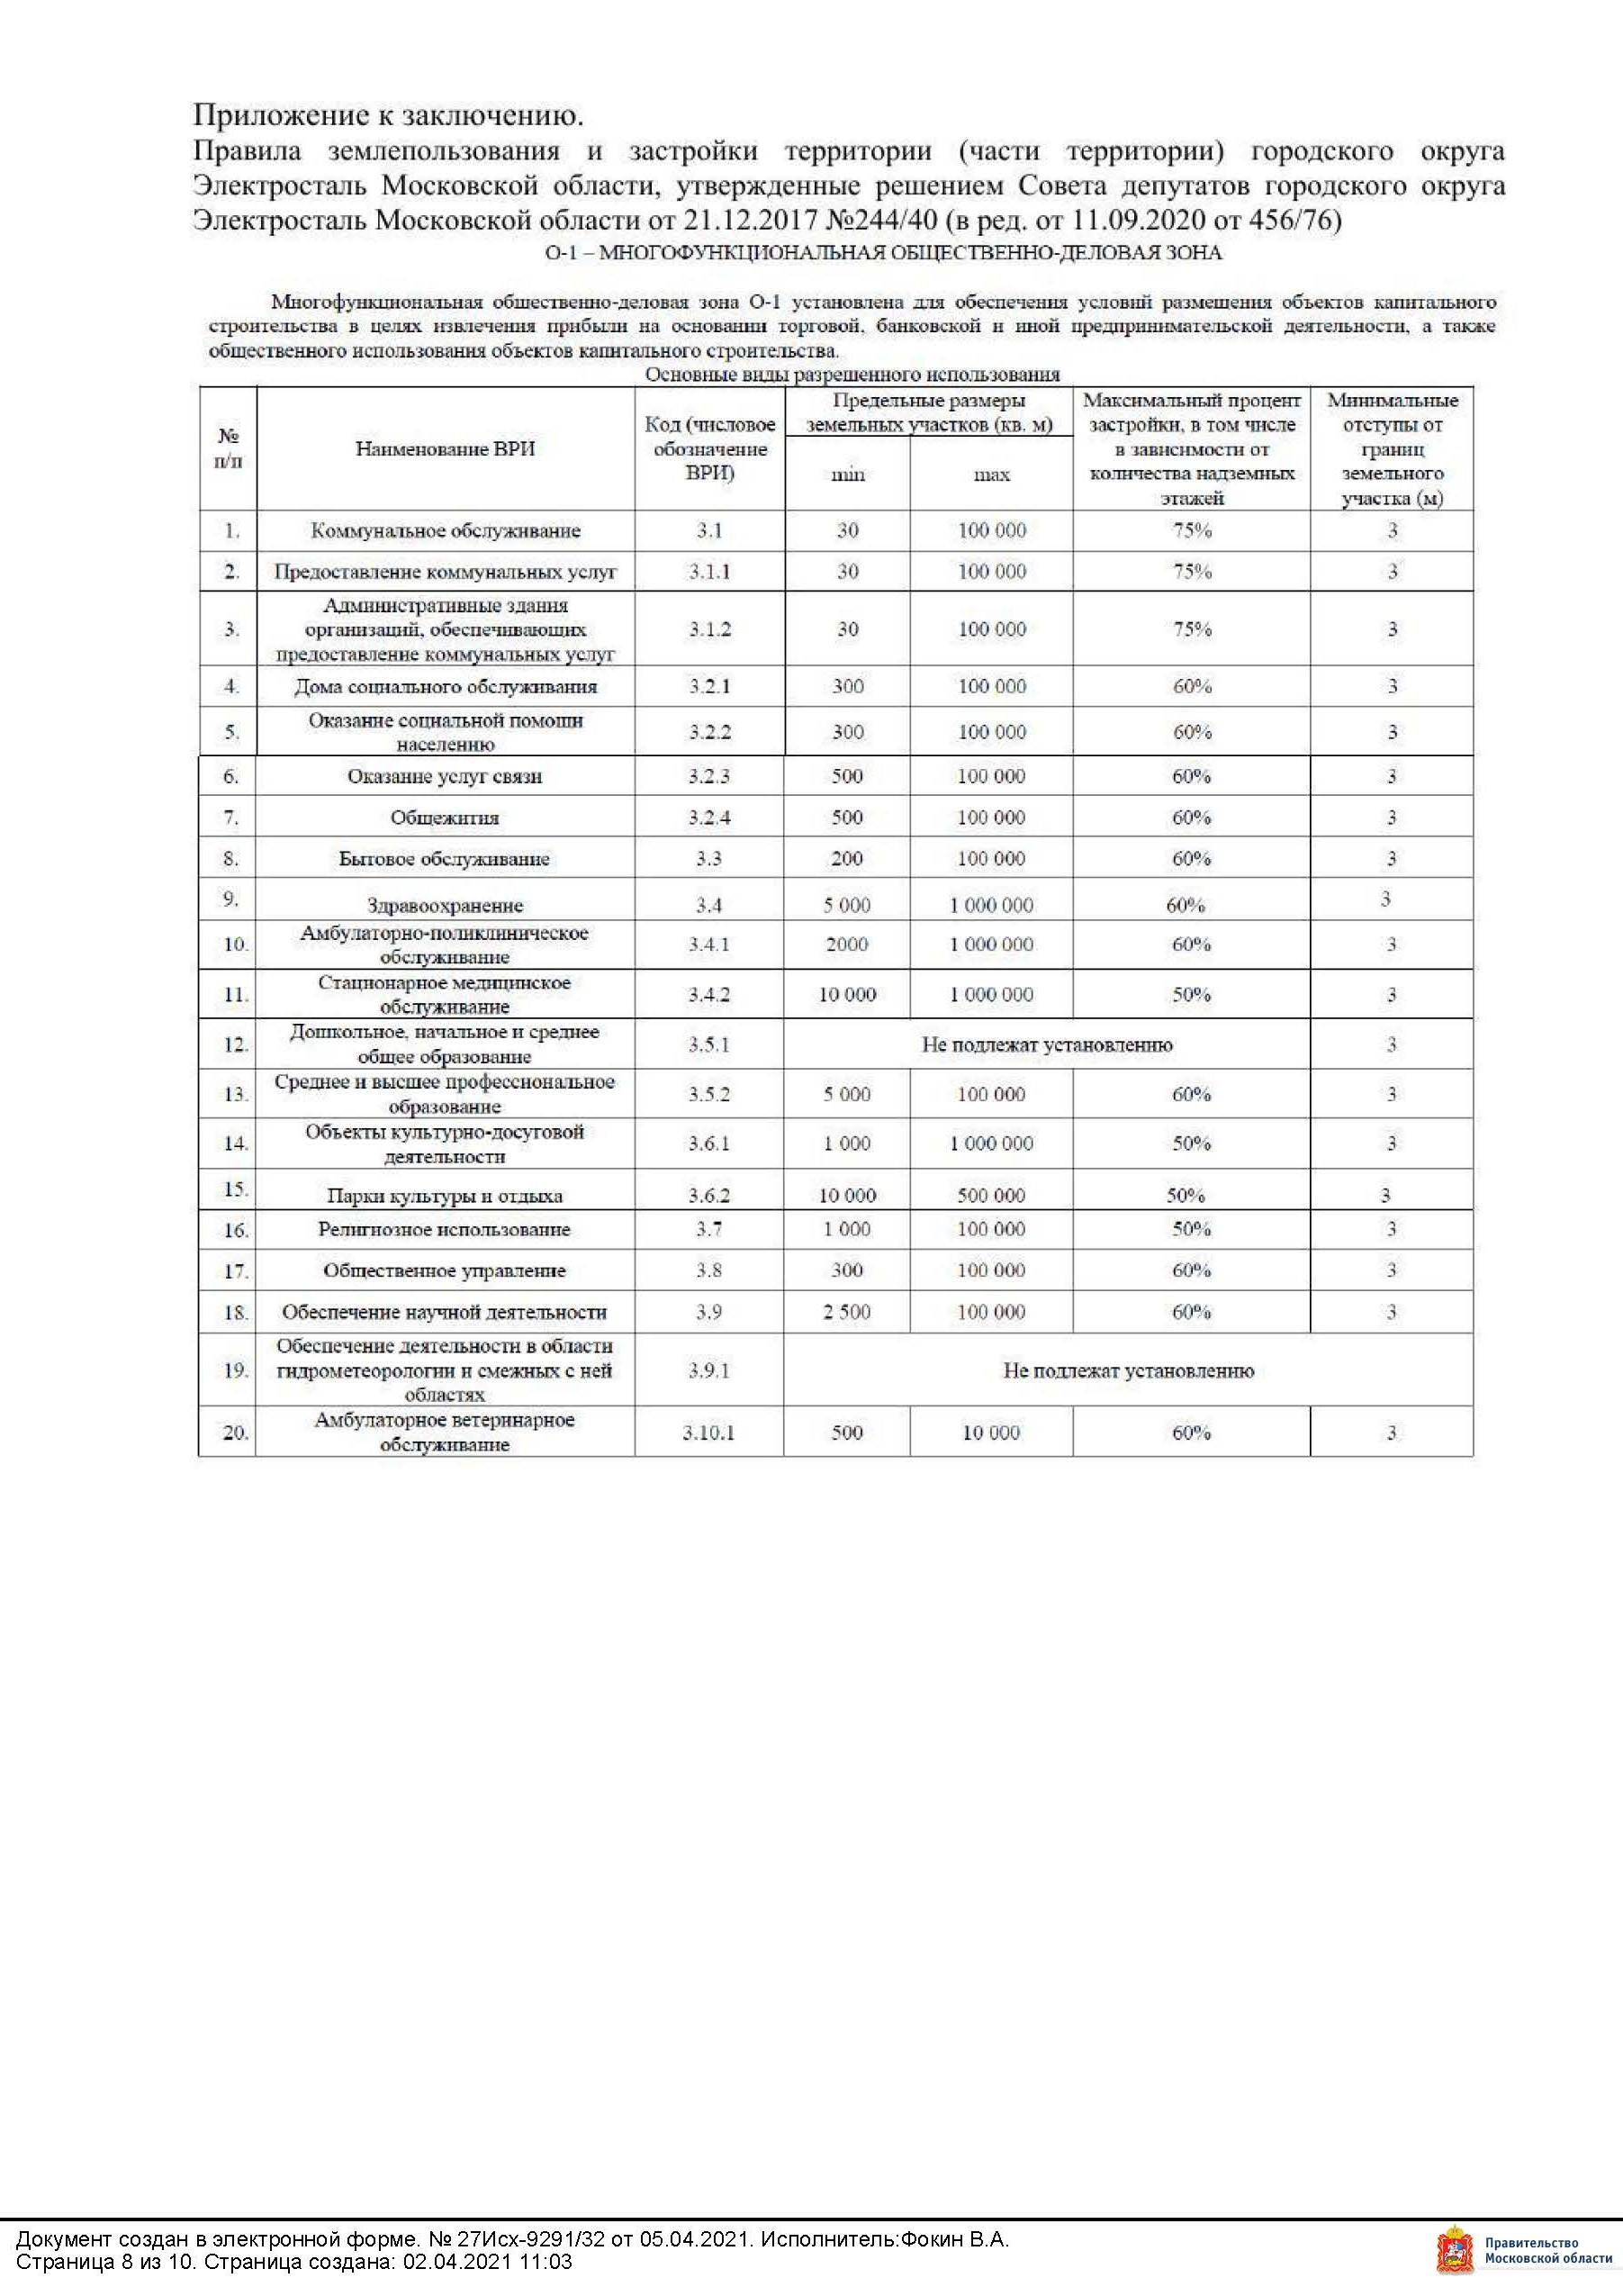 Приложение к заключению.
Правила землепользования и застройки территории (части территории) городского округа
Электросталь Московской области, утвержденные решением Совета депутатов городского округа
Электросталь Московской области от 21.12.2017 №244/40 (в ред. от 11.09.2020 от 456/76)
О-1 – МНОГОФУНКЦИОНАЛЬНАЯ ОБЩЕСТВЕННО-ДЕЛОВАЯ ЗОНА
Многофункциональная общественно-деловая зона О-1 установлена для обеспечения условий размещения объектов капитального
строительства в целях извлечения прибыли на основании торговой, банковской и иной предпринимательской деятельности, а также
общественного использования объектов капитального строительства.
Основные виды разрешенного использования
№ п/п Наименование ВРИ Код (числовое обозначение ВРИ) Предельные размеры земельных участков (кв. м) min max Максимальный процент застройки, в том числе в зависимости от количества надземных этажей Минимальные отступы от границ земельного участка (м)
1. Коммунальное обслуживание 3.1 30 100 000 75% 3
2. Предоставление коммунальных услуг 3.1.1 30 100 000 75% 3
3. Административные здания организаций, обеспечивающих предоставление коммунальных услуг 3.1.2 30 100 000 75% 3
4. Дома социального обслуживания 3.2.1 300 100 000 60% 3
5. Оказание социальной помощи населению 3.2.2 300 100 000 60% 3
6. Оказание услуг связи 3.2.3 500 100 000 60% 3
7. Общежития 3.2.4 500 100 000 60% 3
8. Бытовое обслуживание 3.3 200 100 000 60% 3
9. Здравоохранение 3.4 5 000 1 000 000 60% 3
10. Амбулаторно-поликлиническое обслуживание 3.4.1 2000 1 000 000 60% 3
11. Стационарное медицинское обслуживание 3.4.2 10 000 1 000 000 50% 3
12. Дошкольное, начальное и среднее общее образование 3.5.1 Не подлежат установлению 3
13. Среднее и высшее профессиональное образование 3.5.2 5 000 100 000 60% 3
14. Объекты культурно-досуговой деятельности 3.6.1 1 000 1 000 000 50% 3
15. Парки культуры и отдыха 3.6.2 10 000 500 000 50% 3
16. Религиозное использование 3.7 1 000 100 000 50% 3
17. Общественное управление 3.8 300 100 000 60% 3
18. Обеспечение научной деятельности 3.9 2 500 100 000 60% 3
19. Обеспечение деятельности в области гидрометеорологии и смежных с ней областях 3.9.1 Не подлежат установлению
20. Амбулаторное ветеринарное обслуживание 3.10.1 500 10 000 60% 3
Документ создан в электронной форме. № 27Исх-9291/32 от 05.04.2021. Исполнитель:Фокин В.А.
Страница 8 из 10. Страница создана: 02.04.2021 11:03
Правительство
Московской области